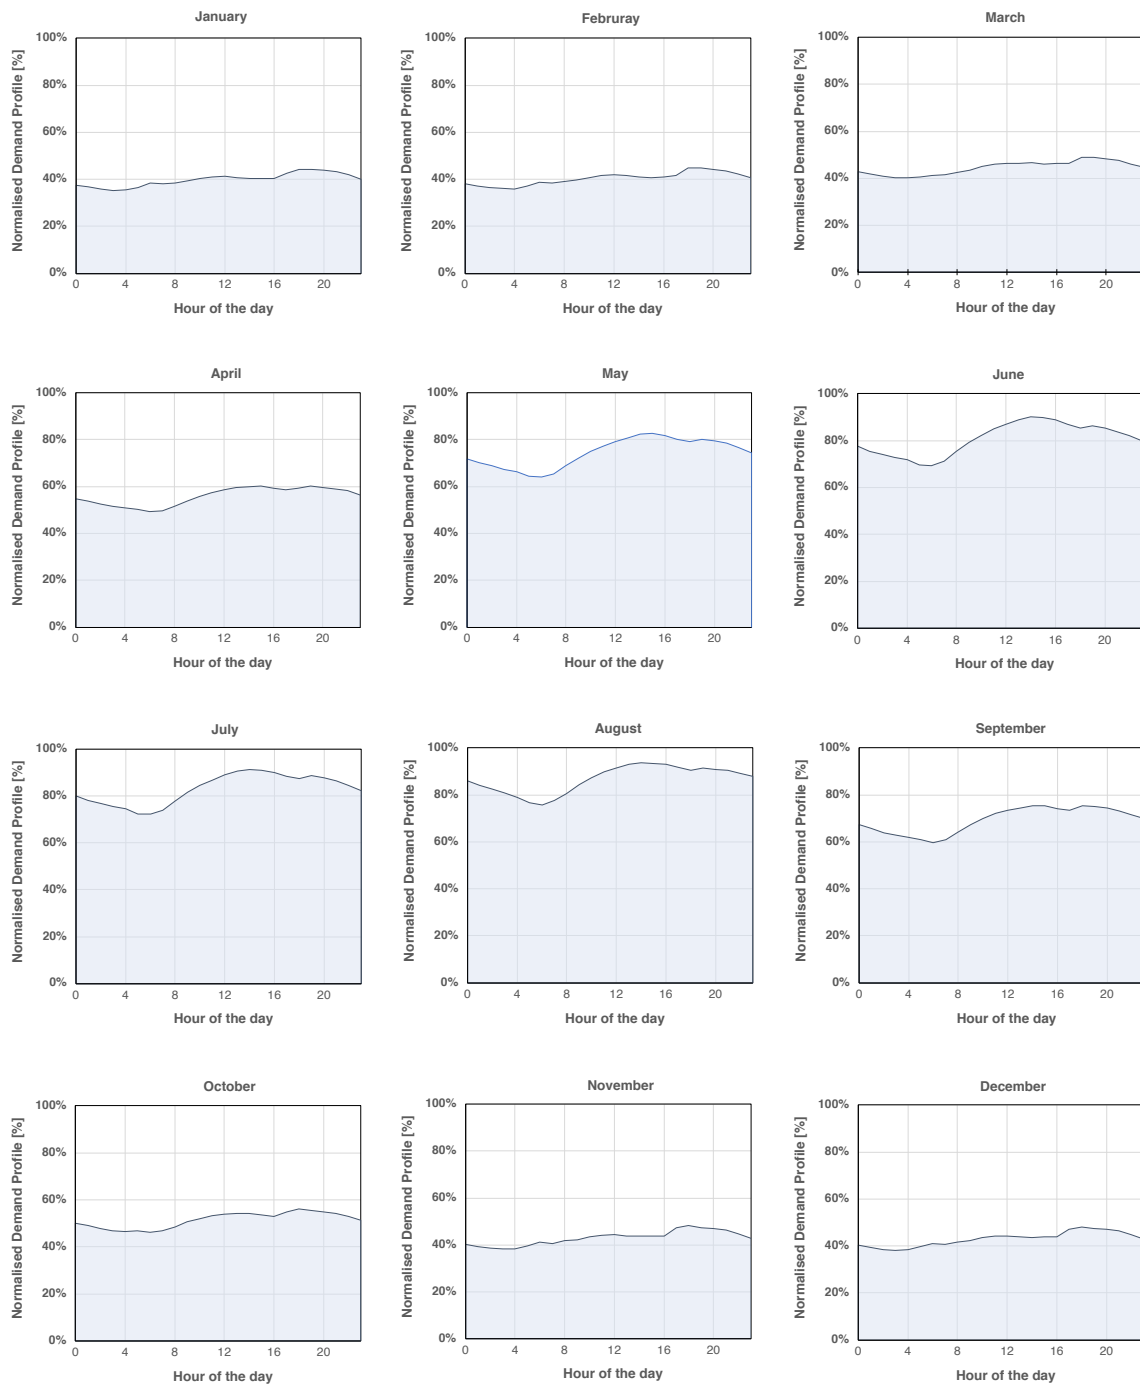 January
Normalised Demand Profile [%]
100%
80%
60%
40%
20%
0%
0 4 8 12 16 20
Hour of the day
Februray
Normalised Demand Profile [%]
100%
80%
60%
40%
20%
0%
0 4 8 12 16 20
Hour of the day
March
Normalised Demand Profile [%]
100%
80%
60%
40%
20%
0%
0 4 8 12 16 20
Hour of the day
April
Normalised Demand Profile [%]
100%
80%
60%
40%
20%
0%
0 4 8 12 16 20
Hour of the day
May
Normalised Demand Profile [%]
100%
80%
60%
40%
20%
0%
0 4 8 12 16 20
Hour of the day
June
Normalised Demand Profile [%]
100%
80%
60%
40%
20%
0%
0 4 8 12 16 20
Hour of the day
July
Normalised Demand Profile [%]
100%
80%
60%
40%
20%
0%
0 4 8 12 16 20
Hour of the day
August
Normalised Demand Profile [%]
100%
80%
60%
40%
20%
0%
0 4 8 12 16 20
Hour of the day
September
Normalised Demand Profile [%]
100%
80%
60%
40%
20%
0%
0 4 8 12 16 20
Hour of the day
October
Normalised Demand Profile [%]
100%
80%
60%
40%
20%
0%
0 4 8 12 16 20
Hour of the day
November
Normalised Demand Profile [%]
100%
80%
60%
40%
20%
0%
0 4 8 12 16 20
Hour of the day
December
Normalised Demand Profile [%]
100%
80%
60%
40%
20%
0%
0 4 8 12 16 20
Hour of the day